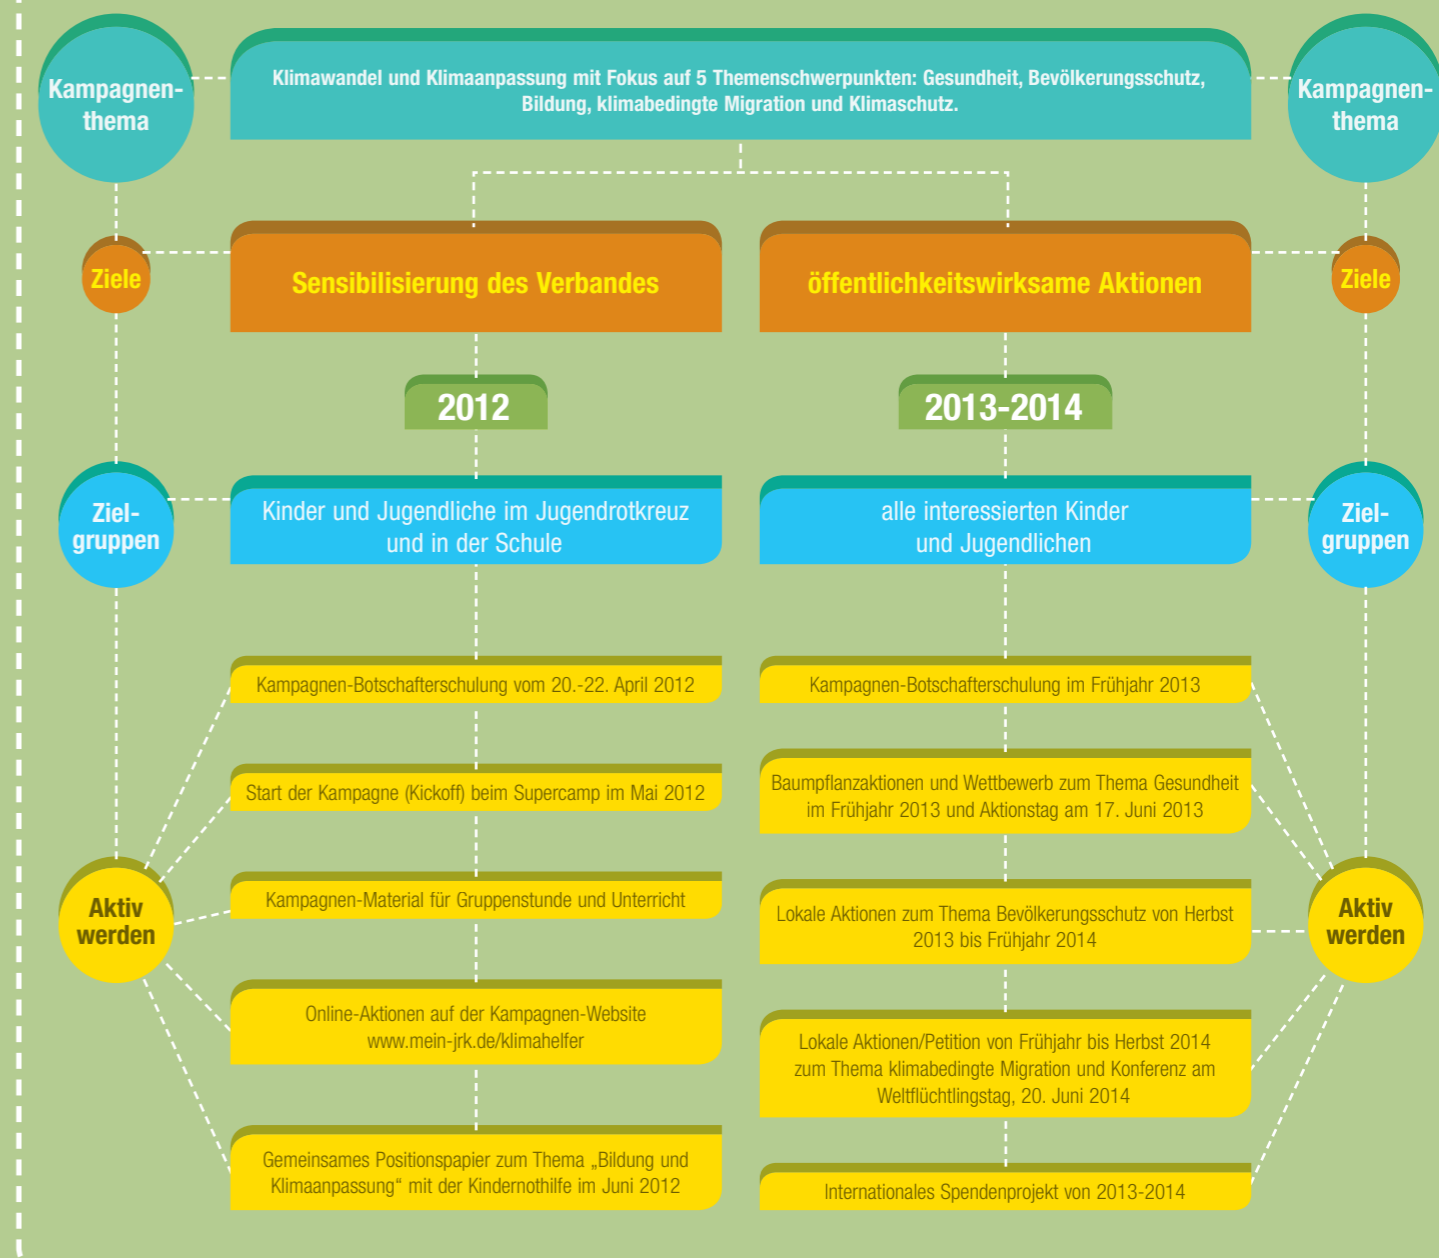 Kampagnen-
thema
Klimawandel und Klimaanpassung mit Fokus auf 5 Themenschwerpunkten: Gesundheit, Bevölkerungsschutz,
Bildung, klimabedingte Migration und Klimaschutz.
Kampagnen-
thema
Ziele
Sensibilisierung des Verbandes
öffentlichkeitswirksame Aktionen
Ziele
2012
2013-2014
Ziel-
gruppen
Kinder und Jugendliche im Jugendrotkreuz
und in der Schule
alle interessierten Kinder
und Jugendlichen
Ziel-
gruppen
Aktiv
werden
Kampagnen-Botschafterschulung vom 20.-22. April 2012
Start der Kampagne (Kickoff) beim Supercamp im Mai 2012
Kampagnen-Material für Gruppenstunde und Unterricht
Online-Aktionen auf der Kampagnen-Website
www.mein-jrk.de/klimahelfer
Gemeinsames Positionspapier zum Thema „Bildung und
Klimaanpassung“ mit der Kindernothilfe im Juni 2012
Kampagnen-Botschafterschulung im Frühjahr 2013
Baumpflanzaktionen und Wettbewerb zum Thema Gesundheit
im Frühjahr 2013 und Aktionstag am 17. Juni 2013
Lokale Aktionen zum Thema Bevölkerungsschutz von Herbst
2013 bis Frühjahr 2014
Lokale Aktionen/Petition von Frühjahr bis Herbst 2014
zum Thema klimabedingte Migration und Konferenz am
Weltflüchtlingstag, 20. Juni 2014
Internationales Spendenprojekt von 2013-2014
Aktiv
werden